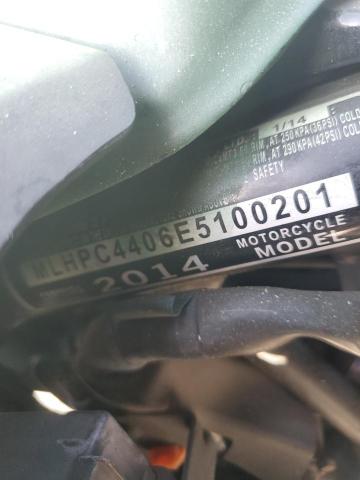 1/14
RIM, AT 250 KPA(36 PSI) COLD
RIM, AT 290 KPA(42 PSI) COLD
SAFETY
MLHPC4406E5100201
2014 MOTORCYCLE
MODEL